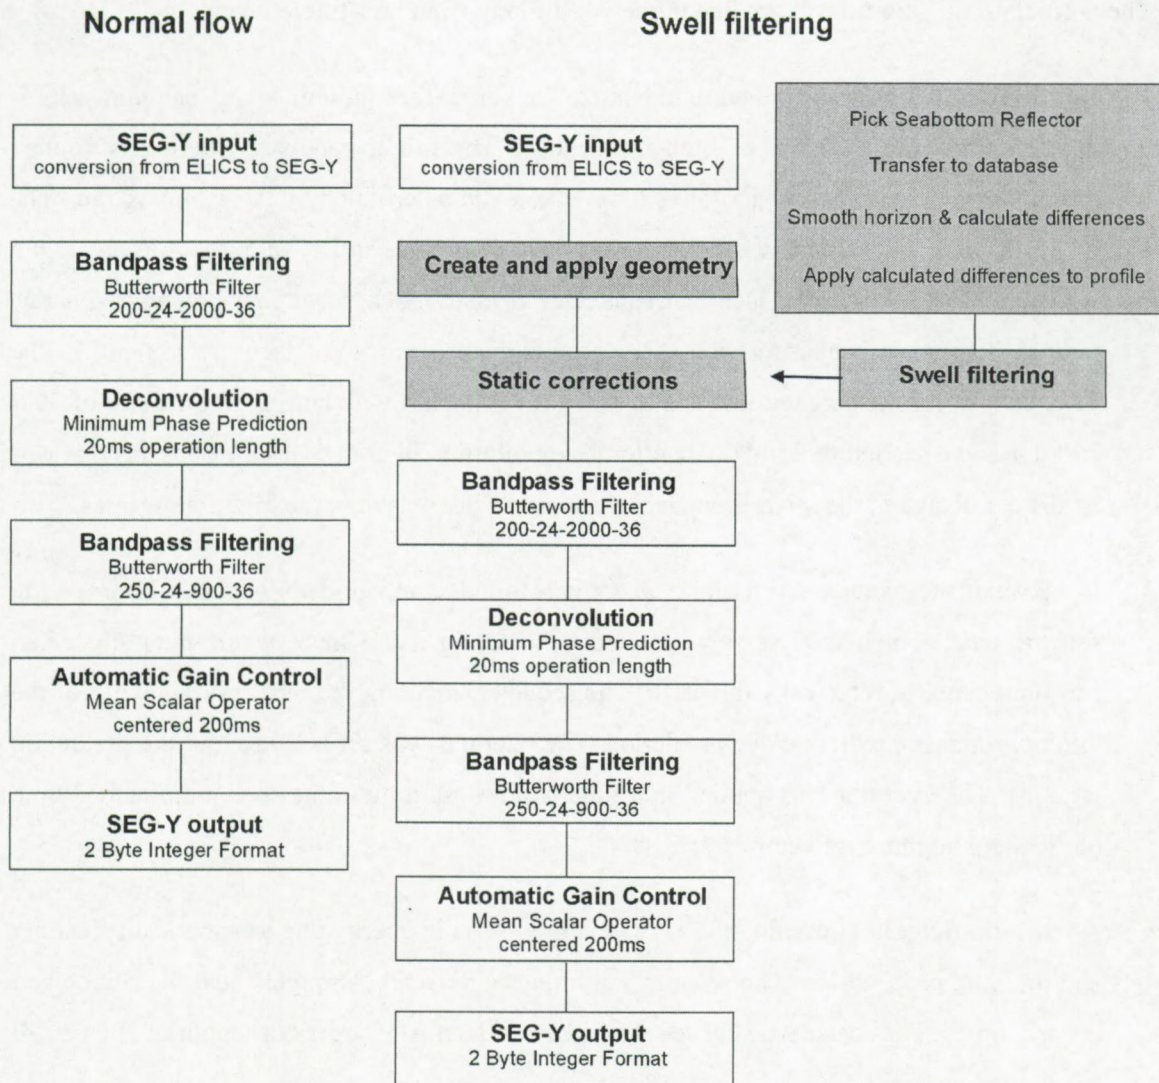 Normal flow
SEG-Y input
conversion from ELICS to SEG-Y
Bandpass Filtering
Butterworth Filter
200-24-2000-36
Deconvolution
Minimum Phase Prediction
20ms operation length
Bandpass Filtering
Butterworth Filter
250-24-900-36
Automatic Gain Control
Mean Scalar Operator
centered 200ms
SEG-Y output
2 Byte Integer Format
Swell filtering
SEG-Y input
conversion from ELICS to SEG-Y
Create and apply geometry
Static corrections
Bandpass Filtering
Butterworth Filter
200-24-2000-36
Deconvolution
Minimum Phase Prediction
20ms operation length
Bandpass Filtering
Butterworth Filter
250-24-900-36
Automatic Gain Control
Mean Scalar Operator
centered 200ms
SEG-Y output
2 Byte Integer Format
Pick Seabottom Reflector
Transfer to database
Smooth horizon & calculate differences
Apply calculated differences to profile
Swell filtering